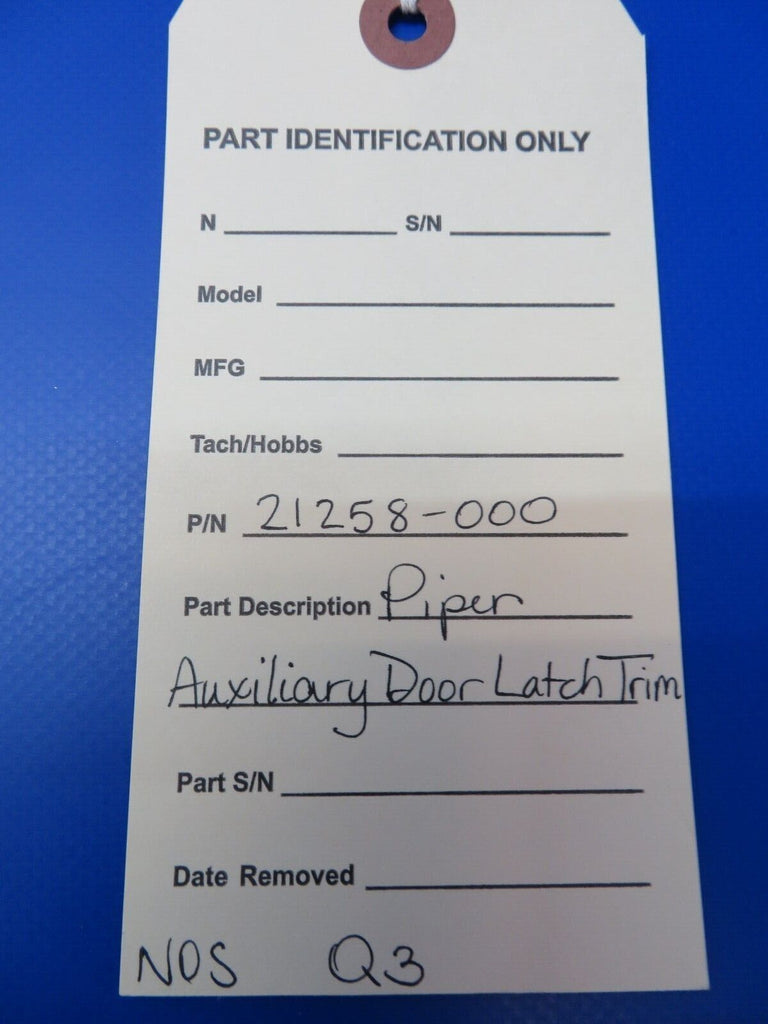 PART IDENTIFICATION ONLY
N S/N
Model
MFG
Tach/Hobbs
P/N 21258-000
Part Description Piper
Auxiliary Door Latch Trim
Part S/N
Date Removed
NOS Q3